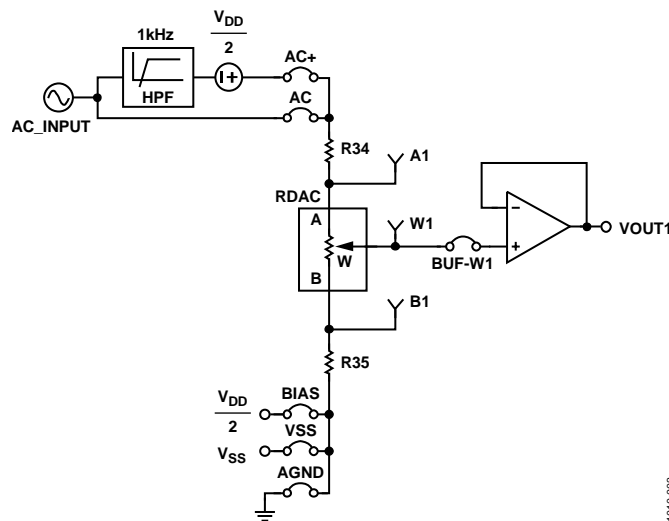 1kHz
VDD
2
AC+
HPF
AC
AC_INPUT
R34
A1
RDAC
A
W1
W
VOUT1
BUF-W1
B
B1
R35
BIAS
VDD
2
VSS
VSS
AGND